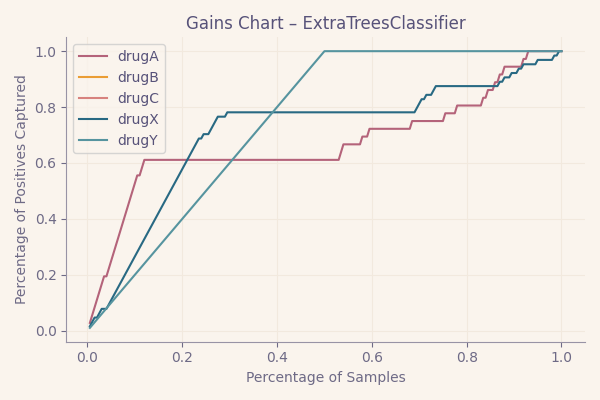 Gains Chart – ExtraTreesClassifier
Percentage of Positives Captured
1.0
0.8
0.6
0.4
0.2
0.0
drugA
drugB
drugC
drugX
drugY
0.0 0.2 0.4 0.6 0.8 1.0
Percentage of Samples